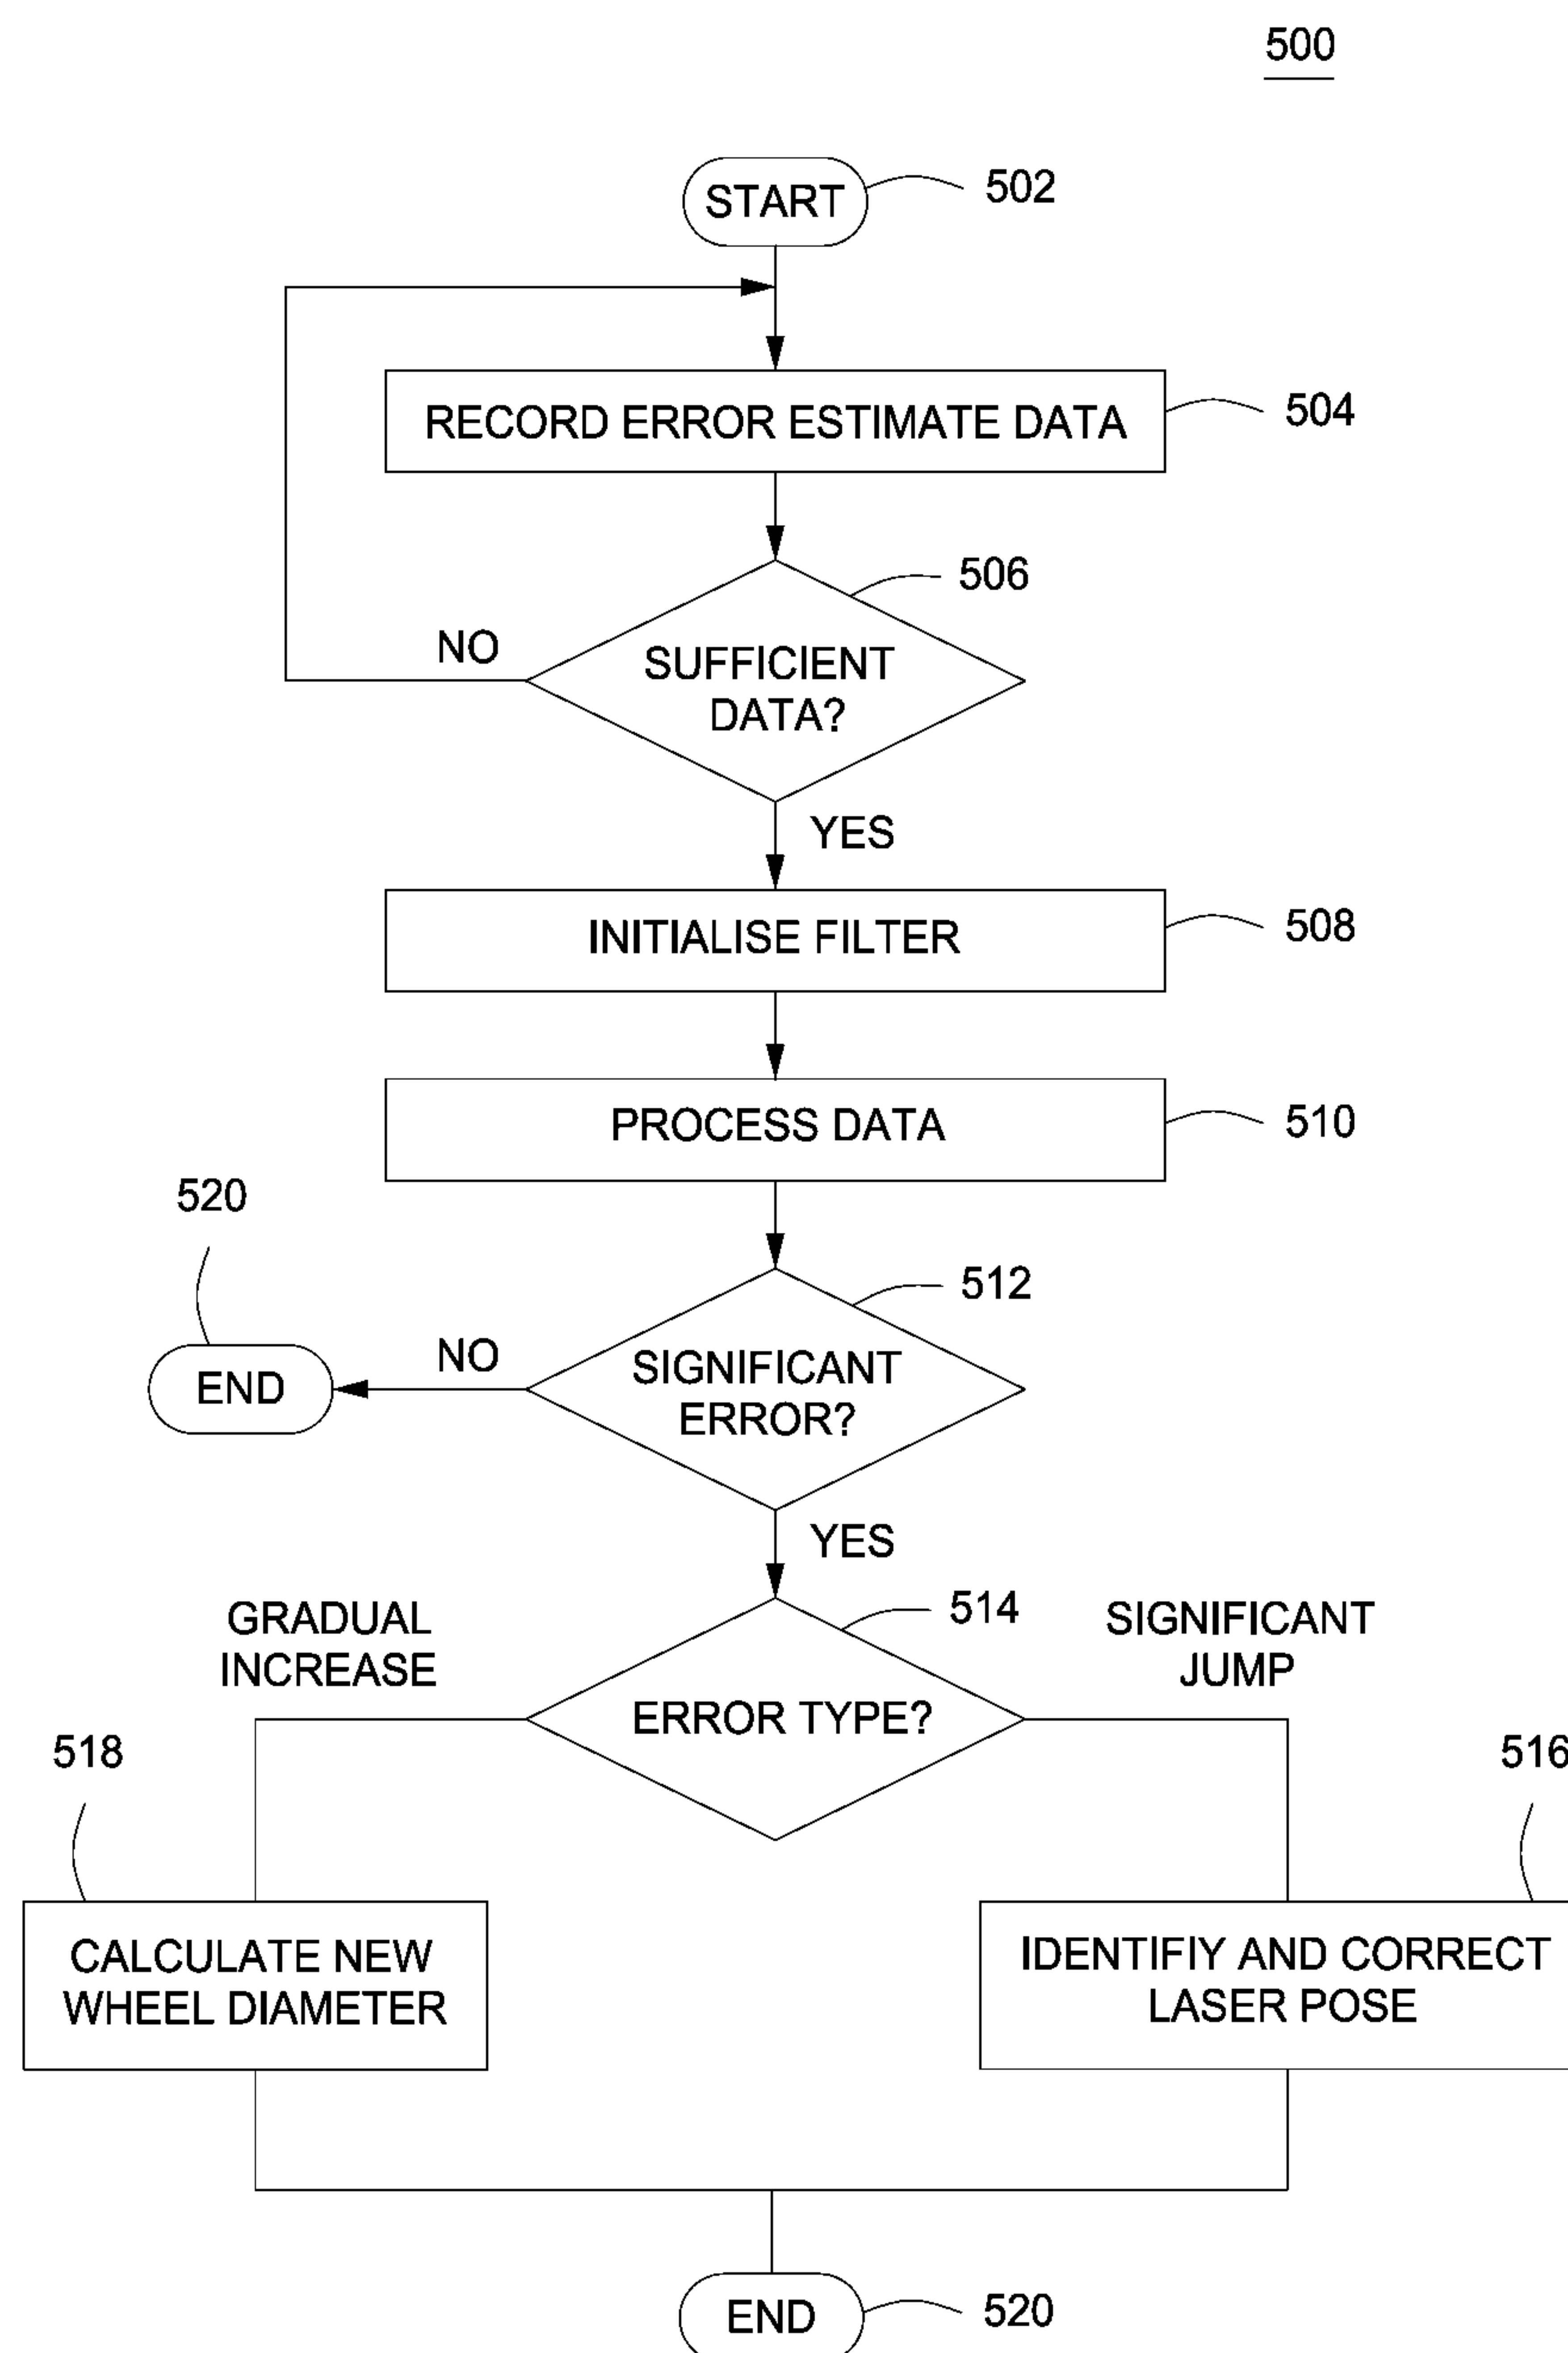 500
START
502
RECORD ERROR ESTIMATE DATA
504
506
NO
SUFFICIENT
DATA?
YES
INITIALISE FILTER
508
PROCESS DATA
510
520
512
END
NO
SIGNIFICANT
ERROR?
YES
514
GRADUAL
INCREASE
SIGNIFICANT
JUMP
ERROR TYPE?
518
516
CALCULATE NEW
WHEEL DIAMETER
IDENTIFIY AND CORRECT
LASER POSE
END
520